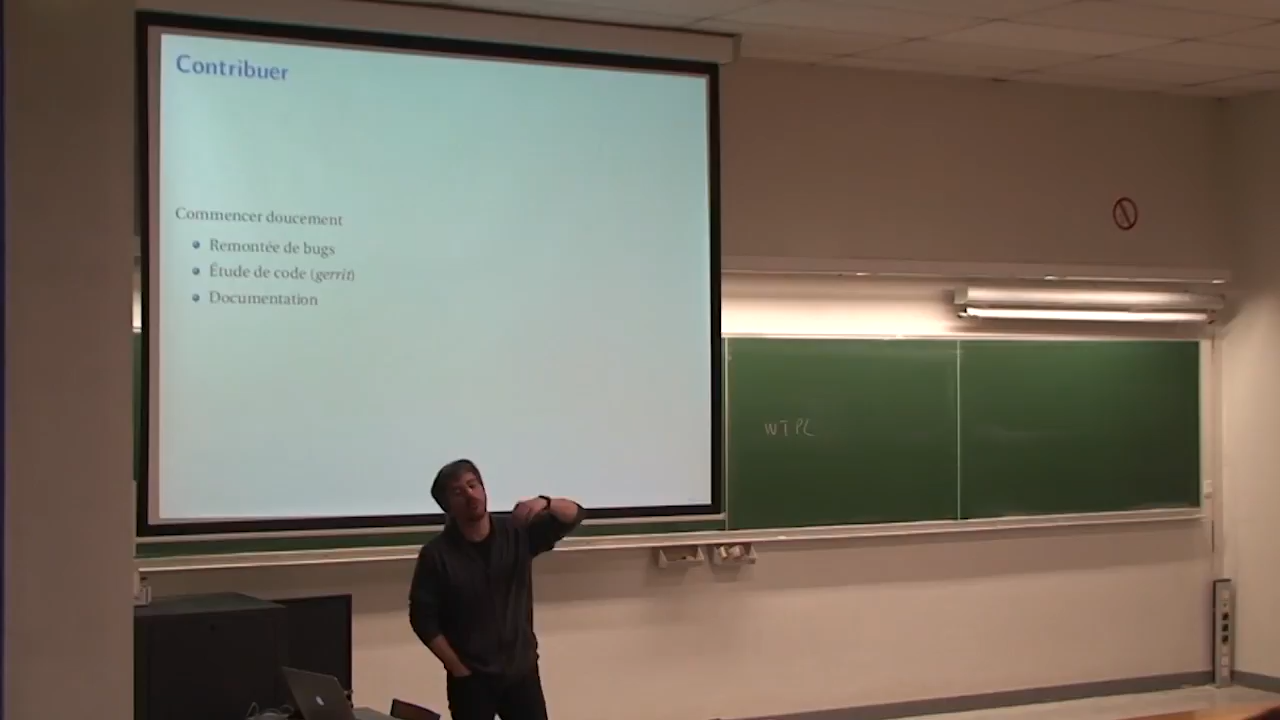 Contribuer
Commencer doucement
Remontée de bugs
Étude de code (gerrit)
Documentation
WTPL